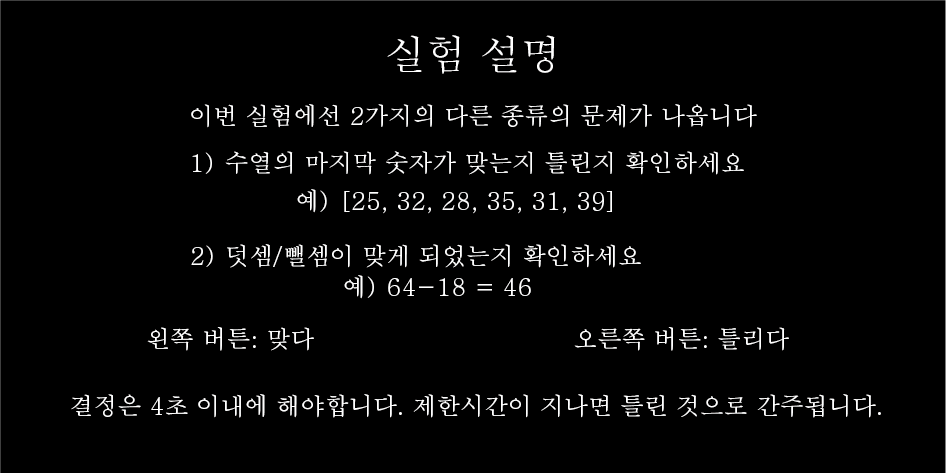 실험 설명
이번 실험에선 2가지의 다른 종류의 문제가 나옵니다
1) 수열의 마지막 숫자가 맞는지 틀린지 확인하세요
예) [25, 32, 28, 35, 31, 39]
2) 덧셈/뺄셈이 맞게 되었는지 확인하세요
예) 64-18 = 46
왼쪽 버튼: 맞다
오른쪽 버튼: 틀리다
결정은 4초 이내에 해야합니다. 제한시간이 지나면 틀린 것으로 간주됩니다.